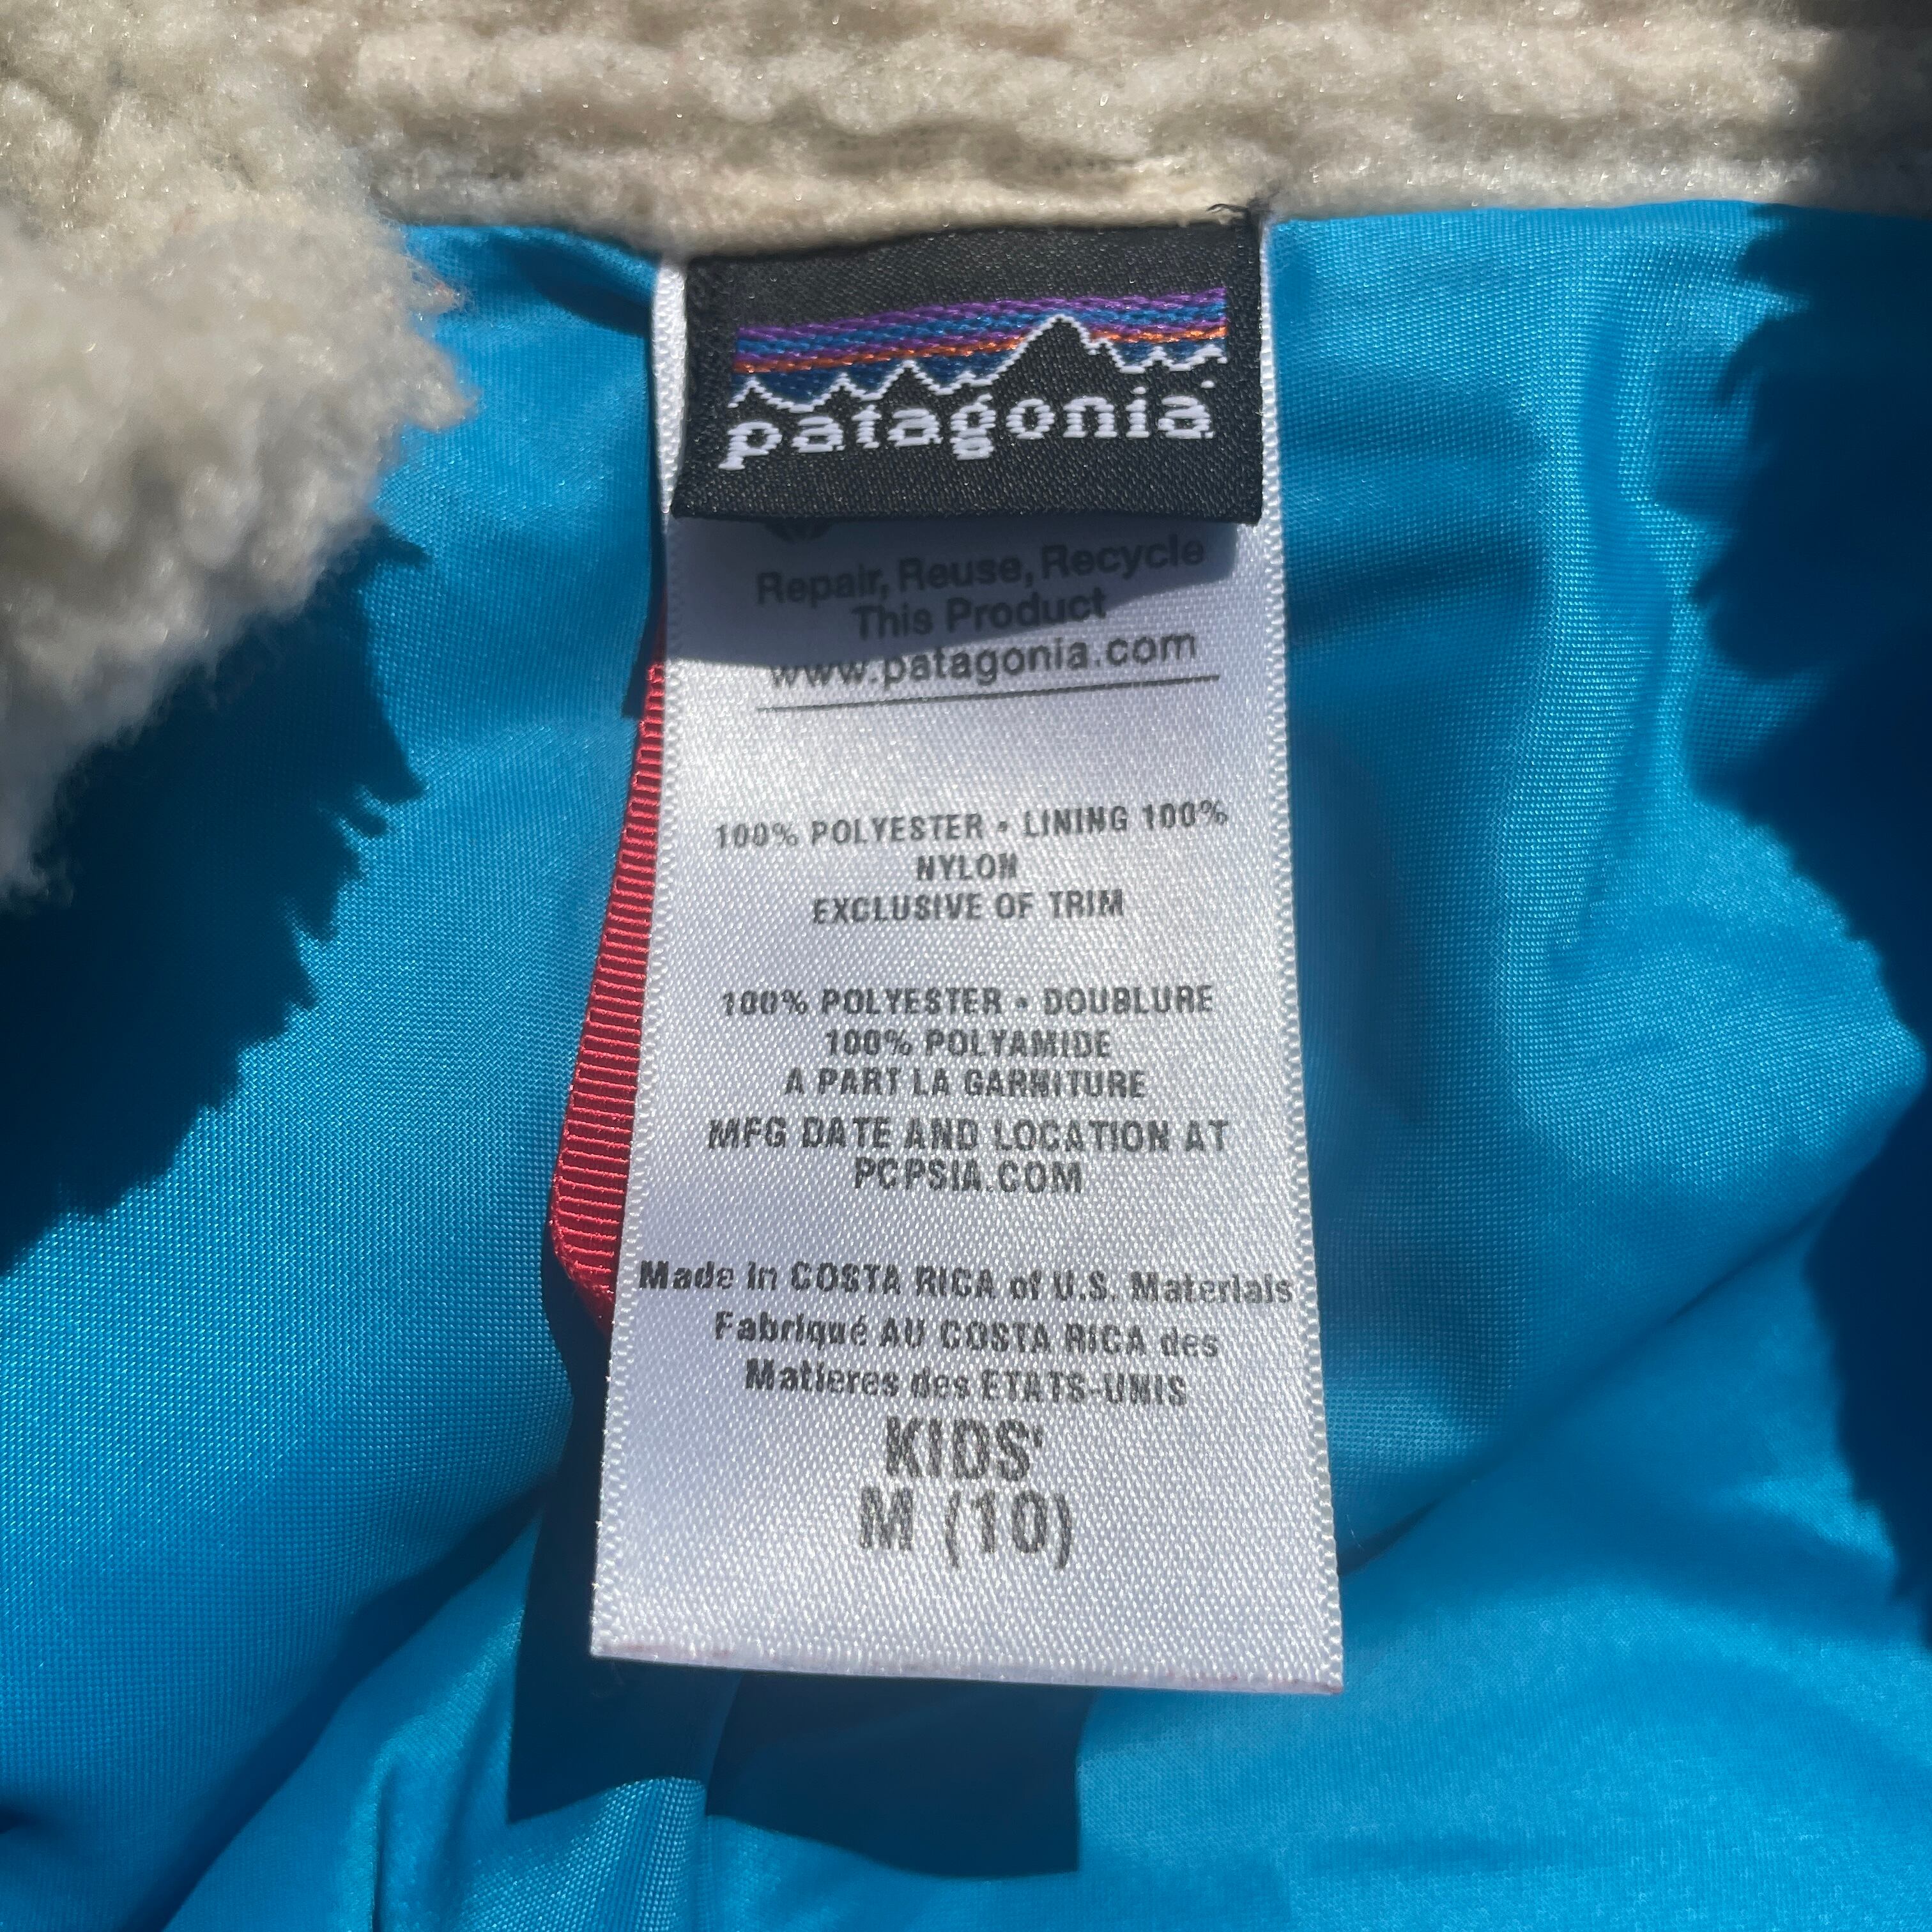 patagonia
Repair, Reuse, Recycle
This Product
www.patagonia.com
100% POLYESTER • LINING 100%
NYLON
EXCLUSIVE OF TRIM
100% POLYESTER • DOUBLURE
100% POLYAMIDE
A PART LA GARNITURE
MFG DATE AND LOCATION AT
PCPSIA.COM
Made in COSTA RICA of U.S. Materials
Fabriqué AU COSTA RICA des
Matieres des ETATS-UNIS
KIDS'
M (10)